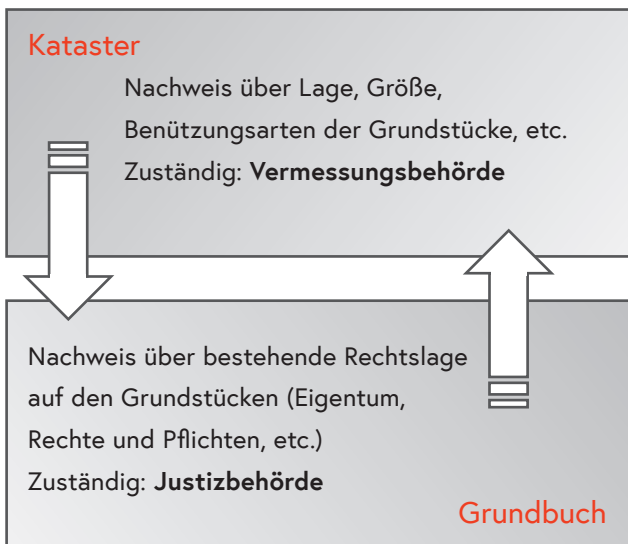 Kataster
Nachweis über Lage, Größe,
Benützungsarten der Grundstücke, etc.
Zuständig: Vermessungsbehörde
Nachweis über bestehende Rechtslage
auf den Grundstücken (Eigentum,
Rechte und Pflichten, etc.)
Zuständig: Justizbehörde
Grundbuch